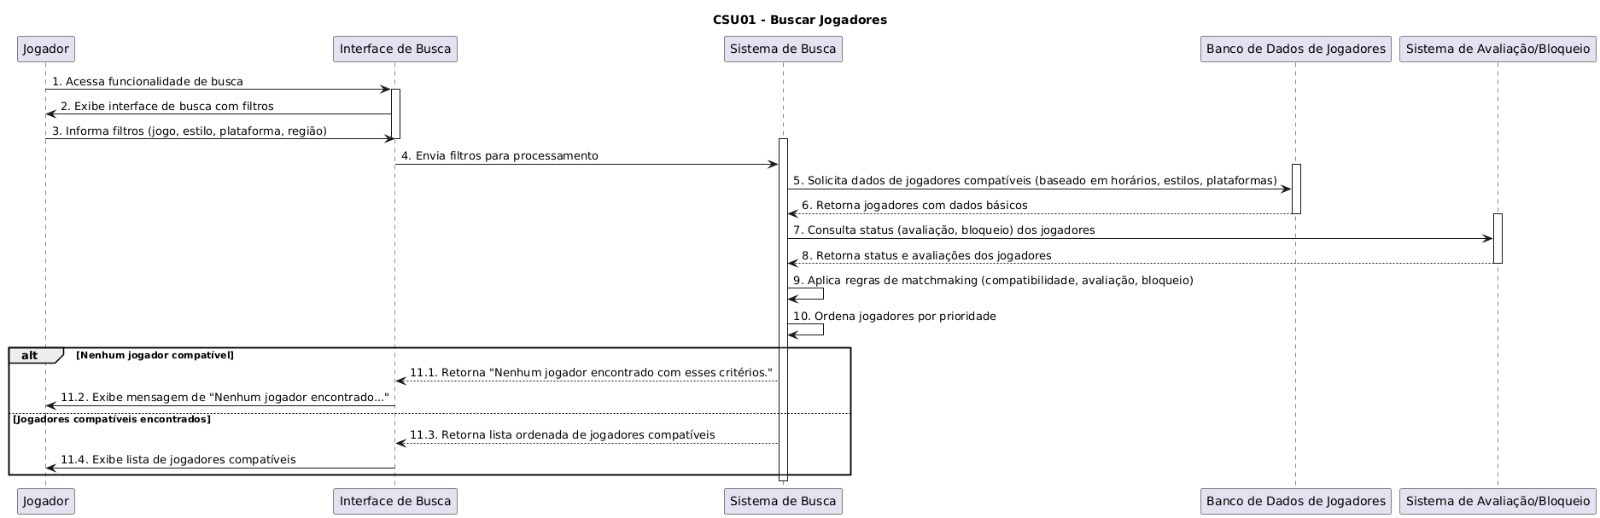 CSU01 - Buscar Jogadores
Jogador
Interface de Busca
Sistema de Busca
Banco de Dados de Jogadores
Sistema de Avaliação/Bloqueio
1. Acessa funcionalidade de busca
2. Exibe interface de busca com filtros
3. Informa filtros (jogo, estilo, plataforma, região)
4. Envia filtros para processamento
5. Solicita dados de jogadores compatíveis (baseado em horários, estilos, plataformas)
6. Retorna jogadores com dados básicos
7. Consulta status (avaliação, bloqueio) dos jogadores
8. Retorna status e avaliações dos jogadores
9. Aplica regras de matchmaking (compatibilidade, avaliação, bloqueio)
10. Ordena jogadores por prioridade
alt [Nenhum jogador compatível]
11.1. Retorna "Nenhum jogador encontrado com esses critérios."
11.2. Exibe mensagem de "Nenhum jogador encontrado..."
[Jogadores compatíveis encontrados]
11.3. Retorna lista ordenada de jogadores compatíveis
11.4. Exibe lista de jogadores compatíveis
Jogador
Interface de Busca
Sistema de Busca
Banco de Dados de Jogadores
Sistema de Avaliação/Bloqueio